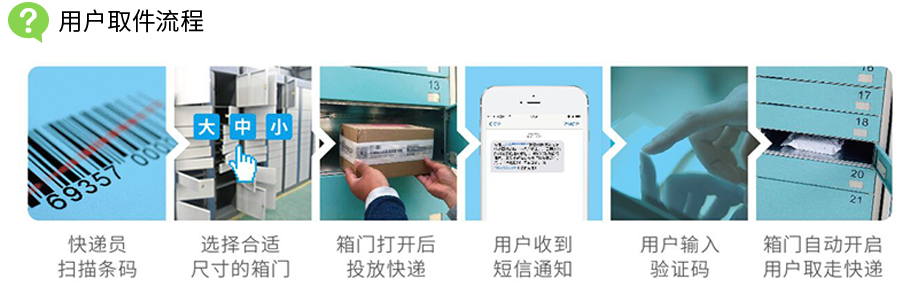 ?
用户取件流程
69357 000
大 中 小
13
16
17
18
20
21
快递员
扫描条码
选择合适
尺寸的箱门
箱门打开后
投放快递
用户收到
短信通知
用户输入
验证码
箱门自动开启
用户取走快递